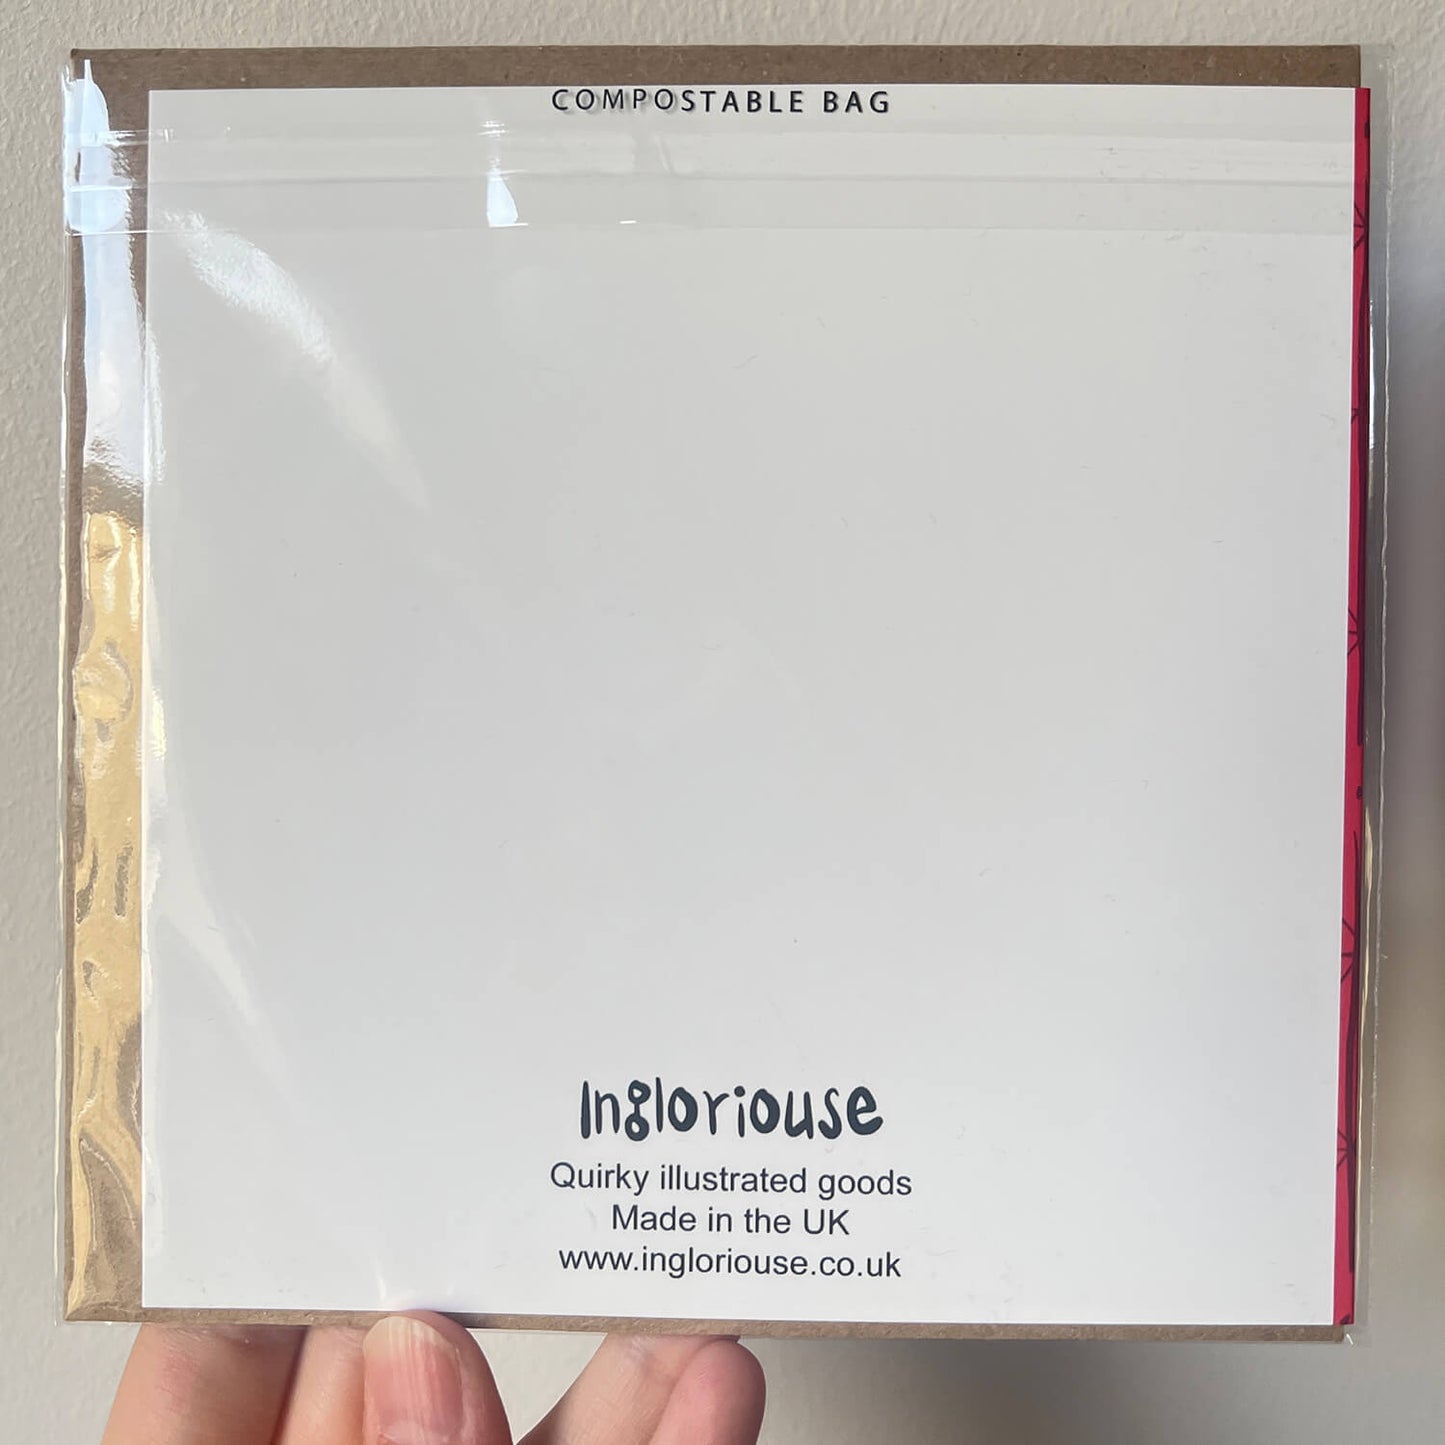 COMPOSTABLE BAG
Ingloriouse
Quirky illustrated goods
Made in the UK
www.ingloriouse.co.uk